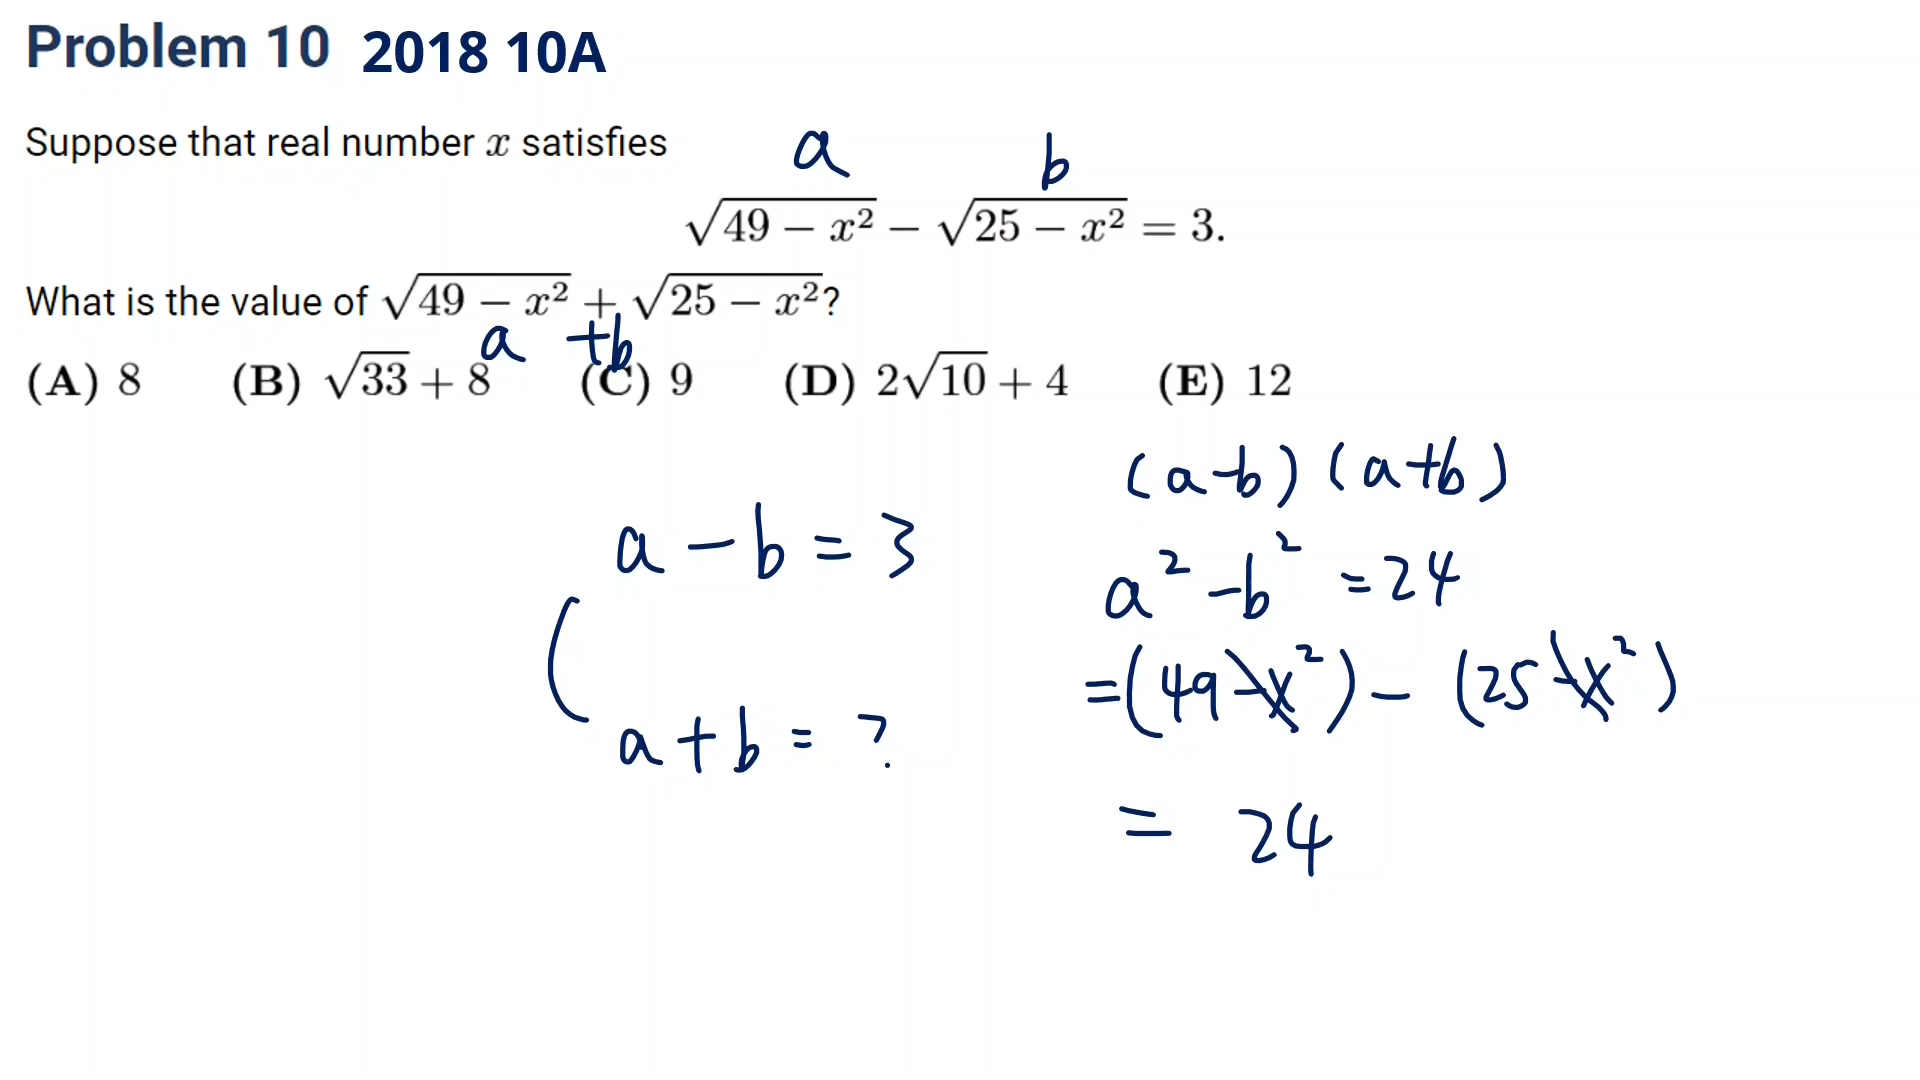 Problem 10 2018 10A
Suppose that real number x satisfies
a b
√(49 − x²) − √(25 − x²) = 3.
What is the value of √(49 − x²) + √(25 − x²)?
a +b
(A) 8 (B) √33 + 8 (C) 9 (D) 2√10 + 4 (E) 12
(a-b)(a+b)
a - b = 3
a² - b² = 24
= (49 - x²) - (25 - x²)
a + b = ?
= 24